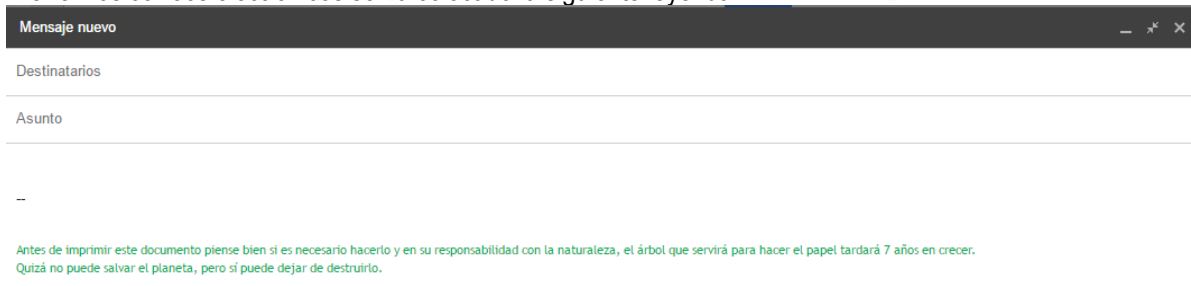 Mensaje nuevo
Destinatarios
Asunto
--
Antes de imprimir este documento piense bien si es necesario hacerlo y en su responsabilidad con la naturaleza, el árbol que servirá para hacer el papel tardará 7 años en crecer.
Quizá no puede salvar el planeta, pero sí puede dejar de destruirlo.